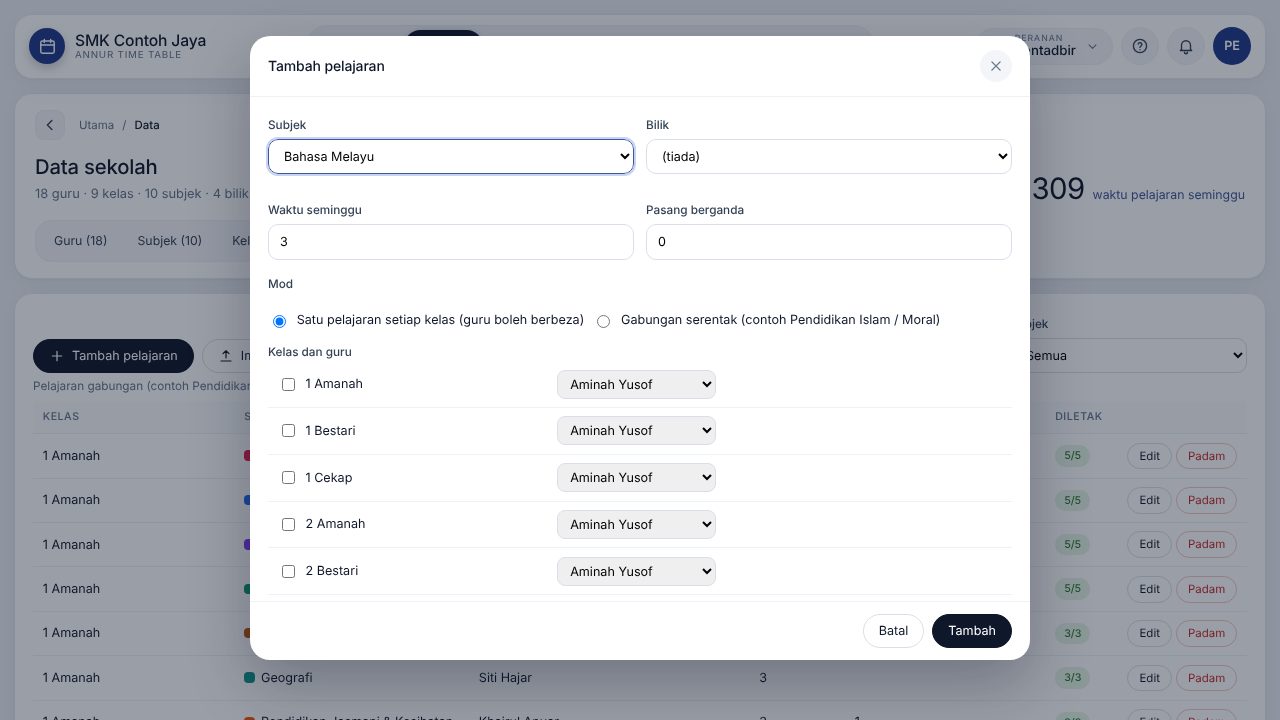 SMK Contoh Jaya
ANNUR TIME TABLE
PERANAN
ntadbir
PE
Utama / Data
Data sekolah
18 guru · 9 kelas · 10 subjek · 4 bilik
309 waktu pelajaran seminggu
Guru (18) Subjek (10) Kel
Tambah pelajaran
Subjek Bilik
Bahasa Melayu (tiada)
Waktu seminggu Pasang berganda
3 0
Mod
Satu pelajaran setiap kelas (guru boleh berbeza) Gabungan serentak (contoh Pendidikan Islam / Moral)
Kelas dan guru
1 Amanah Aminah Yusof
1 Bestari Aminah Yusof
1 Cekap Aminah Yusof
2 Amanah Aminah Yusof
2 Bestari Aminah Yusof
Batal Tambah
jek
Tambah pelajaran Im Semua
Pelajaran gabungan (contoh Pendidikan
KELAS S DILETAK
1 Amanah 5/5 Edit Padam
1 Amanah 5/5 Edit Padam
1 Amanah 5/5 Edit Padam
1 Amanah 5/5 Edit Padam
1 Amanah 3/3 Edit Padam
1 Amanah Geografi Siti Hajar 3 3/3 Edit Padam